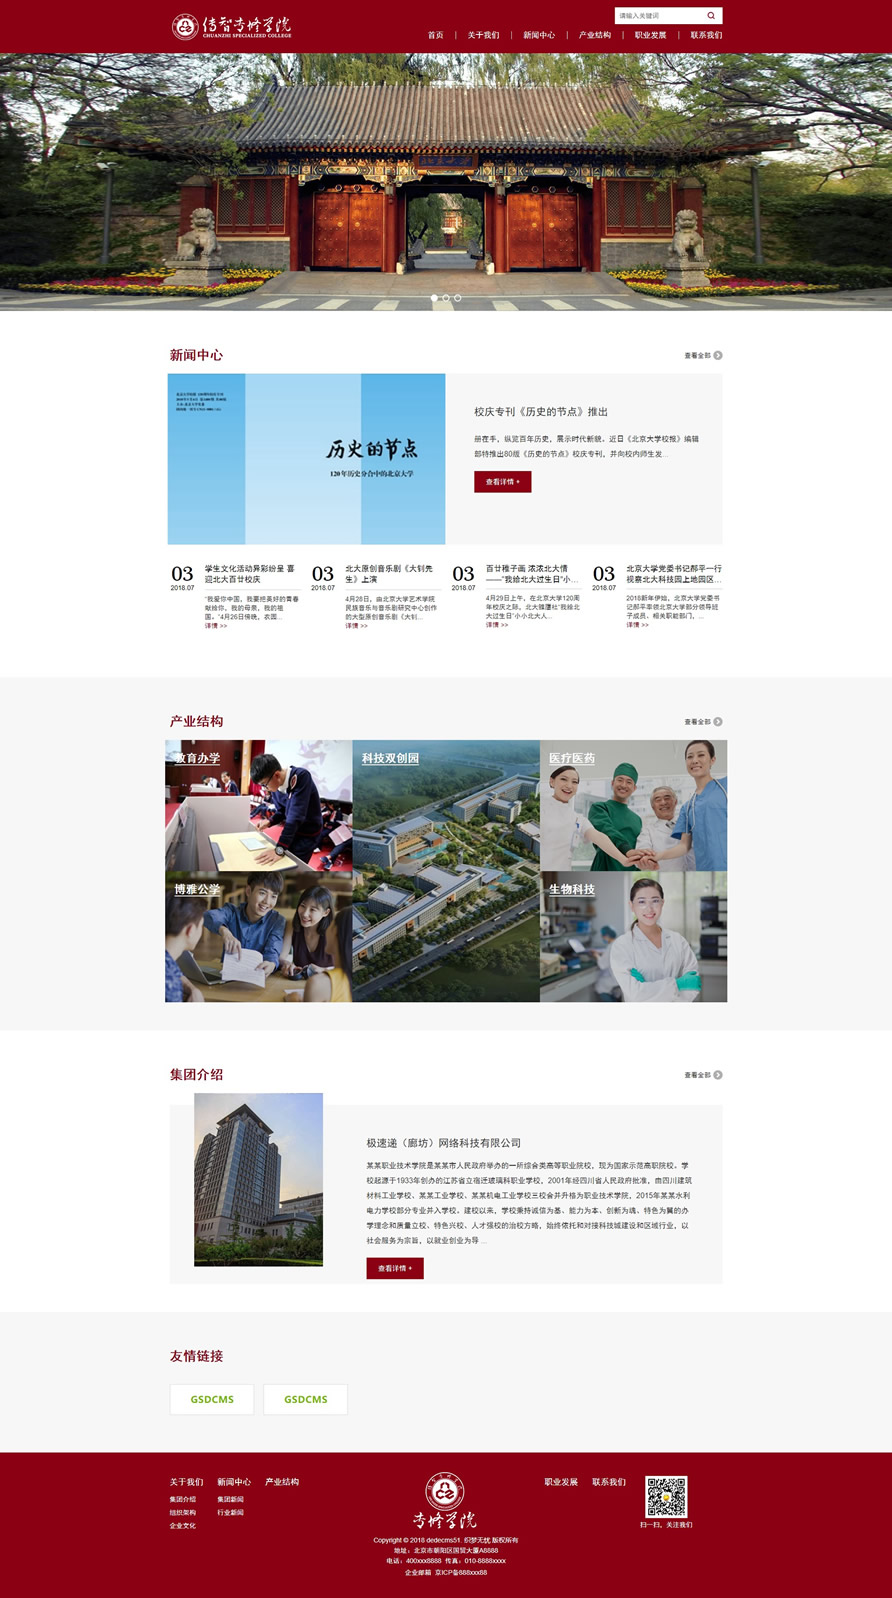 传智专修学院
CHUANZHI SPECIALIZED COLLEGE
请输入关键词
首页 | 关于我们 | 新闻中心 | 产业结构 | 职业发展 | 联系我们
新闻中心
查看全部
历史的节点
120年历史分合中的北京大学
校庆专刊《历史的节点》推出
册在手，纵览百年历史，展示时代新貌。近日《北京大学校报》编辑
部特推出80版《历史的节点》校庆专刊，并向校内师生发...
查看详情 +
03
2018.07
学生文化活动异彩纷呈 喜
迎北大百廿校庆
“我爱你中国，我要把美好的青春
献给你，我的母亲，我的祖
国。”4月26日傍晚，农园...
详情 >>
03
2018.07
北大原创音乐剧《大钊先
生》上演
4月28日，由北京大学艺术学院
民族音乐与音乐剧研究中心创作
的大型原创音乐剧《大钊...
详情 >>
03
2018.07
百廿稚子画 浓浓北大情
——“我给北大过生日”小...
4月29日上午，在北京大学120周
年校庆之际，北大雏鹰社“我给北
大过生日”小小北大人...
详情 >>
03
2018.07
北京大学党委书记郝平一行
视察北大科技园上地园区...
2018新年伊始，北京大学党委书
记郝平率领北京大学部分领导班
子成员、相关职能部门，...
详情 >>
产业结构
查看全部
教育办学
科技双创园
医疗医药
博雅公学
生物科技
集团介绍
查看全部
极速递（廊坊）网络科技有限公司
某某职业技术学院是某某市人民政府举办的一所综合类高等职业院校，现为国家示范高职院校。学
校起源于1933年创办的江苏省立宿迁玻璃科职业学校，2001年经四川省人民政府批准，由四川建筑
材料工业学校、某某工业学校、某某机电工业学校三校合并升格为职业技术学院，2015年某某水利
电力学校部分专业并入学校。建校以来，学校秉持诚信为基、能力为本、创新为魂、特色为翼的办
学理念和质量立校、特色兴校、人才强校的治校方略，始终依托和对接科技城建设和区域行业，以
社会服务为宗旨，以就业创业为导 ...
查看详情 +
友情链接
GSDCMS
GSDCMS
关于我们
集团介绍
组织架构
企业文化
新闻中心
集团新闻
行业新闻
产业结构
专修学院
Copyright © 2018 dedecms51. 织梦无忧 版权所有
地址：北京市朝阳区国贸大厦A8888
电话：400xxx8888 传真：010-8888xxxx
企业邮箱 京ICP备888xxx88
职业发展
联系我们
扫一扫，关注我们